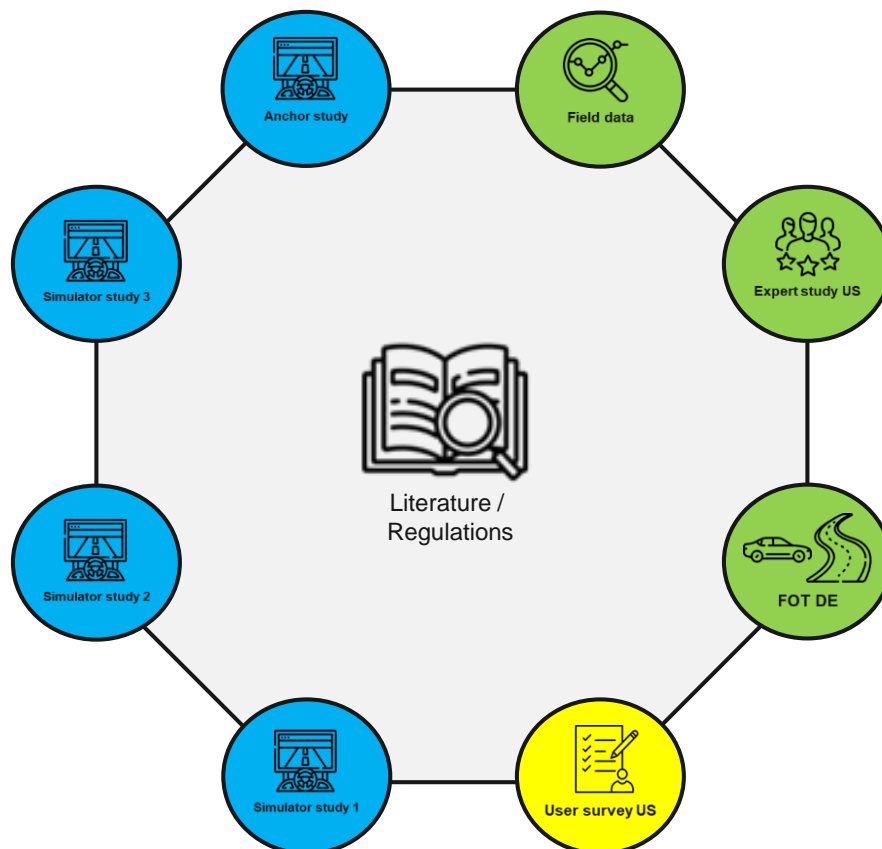 Anchor study
Field data
Simulator study 3
Expert study US
Literature /
Regulations
Simulator study 2
FOT DE
Simulator study 1
User survey US